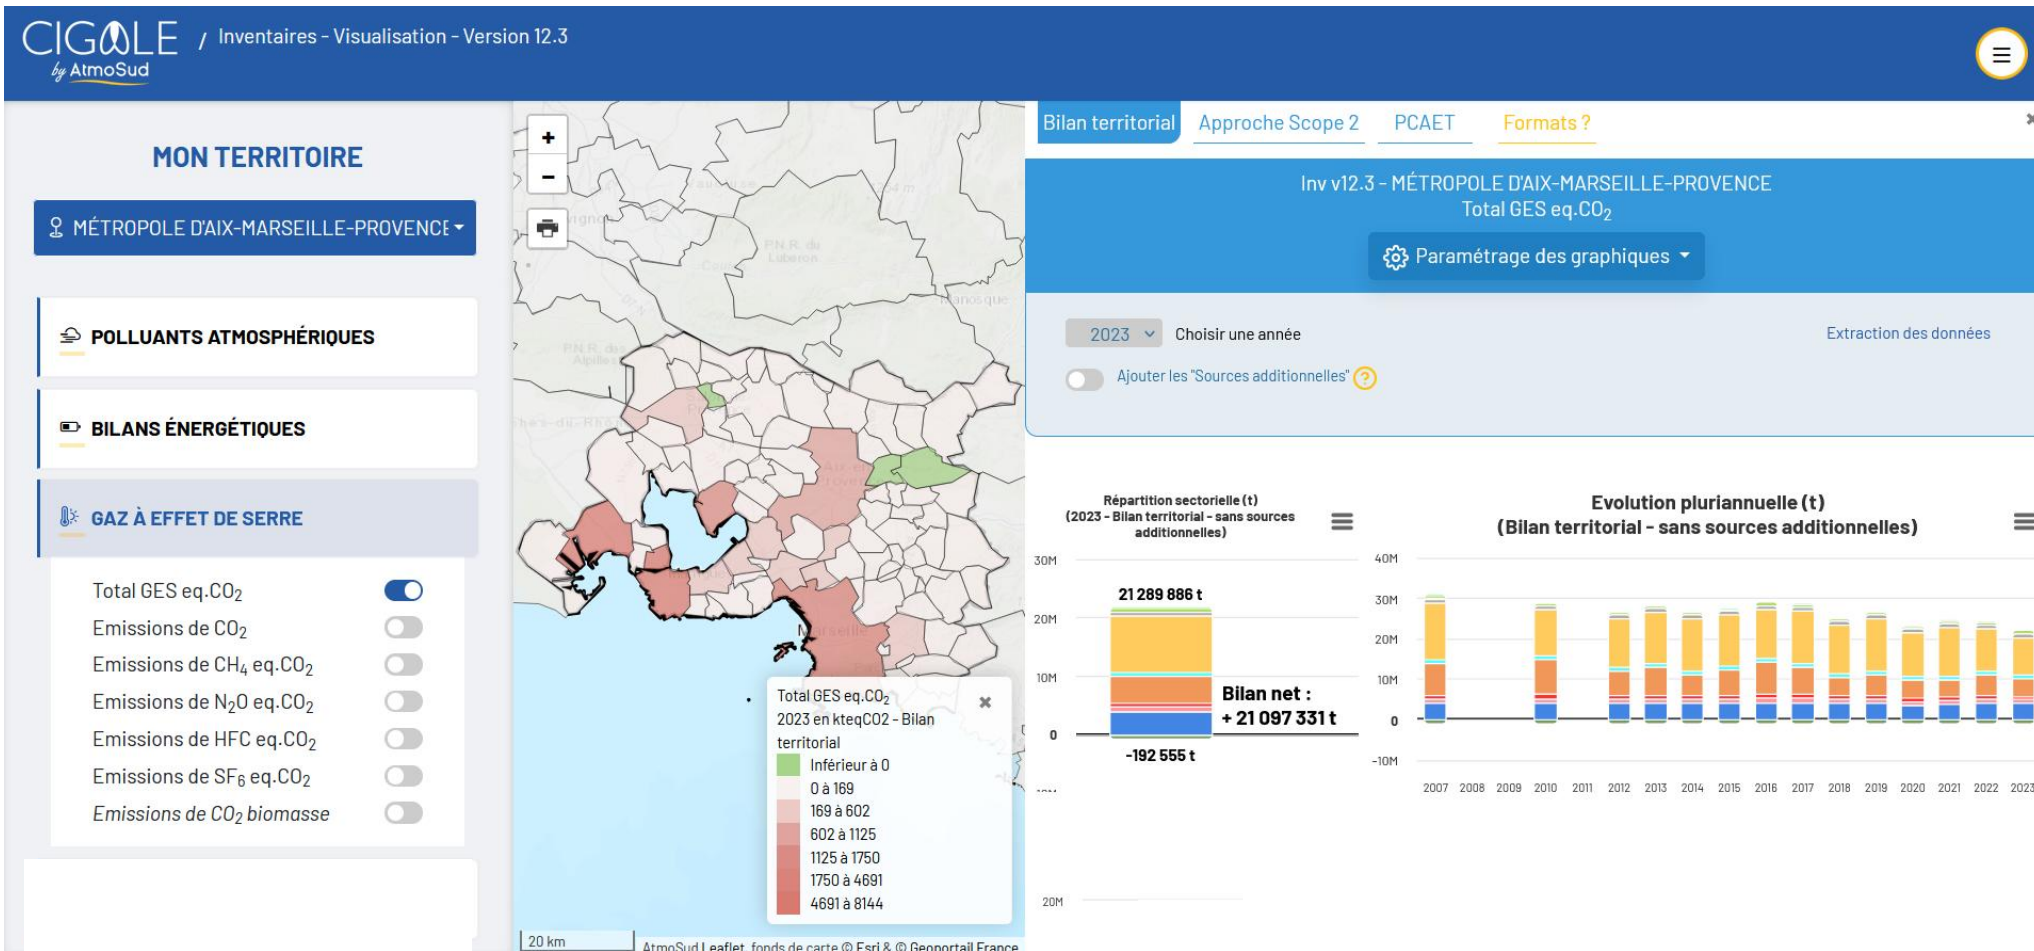 CIGALE / Inventaires - Visualisation - Version 12.3
by AtmoSud
MON TERRITOIRE
MÉTROPOLE D'AIX-MARSEILLE-PROVENCE
POLLUANTS ATMOSPHÉRIQUES
BILANS ÉNERGÉTIQUES
GAZ À EFFET DE SERRE
Total GES eq.CO₂
Emissions de CO₂
Emissions de CH₄ eq.CO₂
Emissions de N₂O eq.CO₂
Emissions de HFC eq.CO₂
Emissions de SF₆ eq.CO₂
Emissions de CO₂ biomasse
+
−
Vaucluse
P.N.R. du
Luberon
Manosque
P.N.R. des
Alpilles
Marseille
Total GES eq.CO₂
2023 en kteqCO2 - Bilan
territorial
Inférieur à 0
0 à 169
169 à 602
602 à 1125
1125 à 1750
1750 à 4691
4691 à 8144
20 km
AtmoSud Leaflet, fonds de carte © Esri & © Geoportail France
Bilan territorial
Approche Scope 2
PCAET
Formats ?
Inv v12.3 - MÉTROPOLE D'AIX-MARSEILLE-PROVENCE
Total GES eq.CO₂
Paramétrage des graphiques
2023 Choisir une année
Extraction des données
Ajouter les "Sources additionnelles" ?
Répartition sectorielle (t)
(2023 - Bilan territorial - sans sources
additionnelles)
30M
20M
10M
0
21 289 886 t
Bilan net :
+ 21 097 331 t
-192 555 t
20M
Evolution pluriannuelle (t)
(Bilan territorial - sans sources additionnelles)
40M
30M
20M
10M
0
-10M
2007 2008 2009 2010 2011 2012 2013 2014 2015 2016 2017 2018 2019 2020 2021 2022 2023